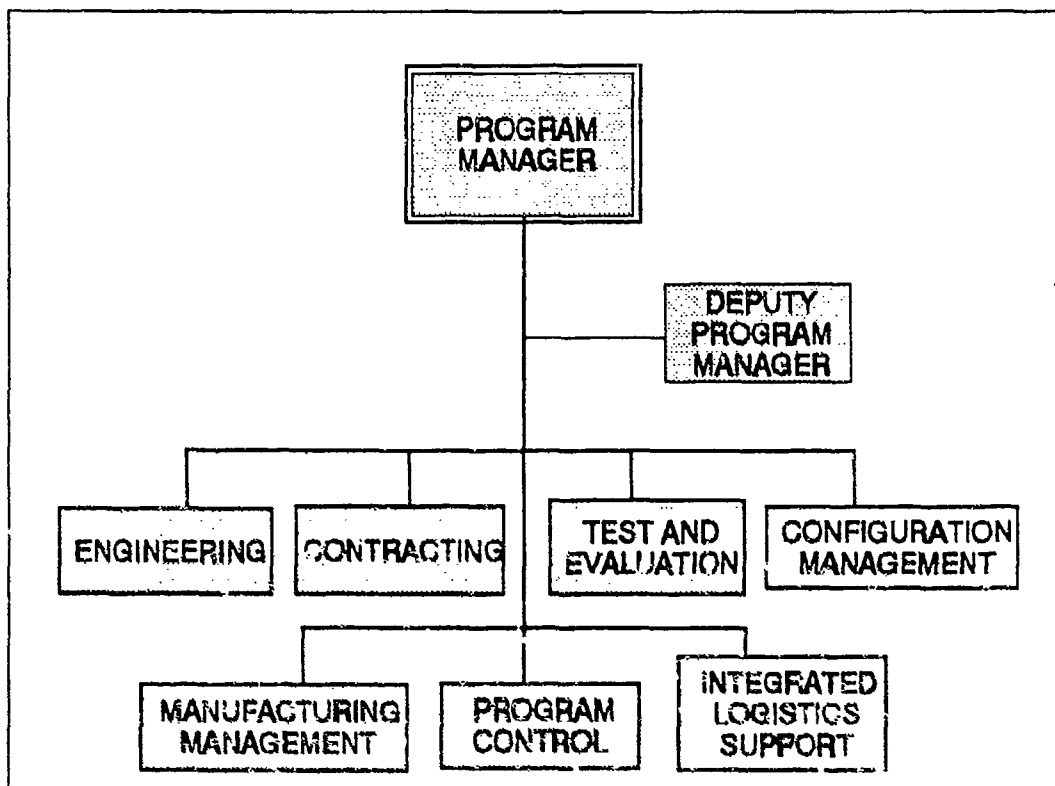 PROGRAM
MANAGER
DEPUTY
PROGRAM
MANAGER
ENGINEERING
CONTRACTING
TEST AND
EVALUATION
CONFIGURATION
MANAGEMENT
MANUFACTURING
MANAGEMENT
PROGRAM
CONTROL
INTEGRATED
LOGISTICS
SUPPORT